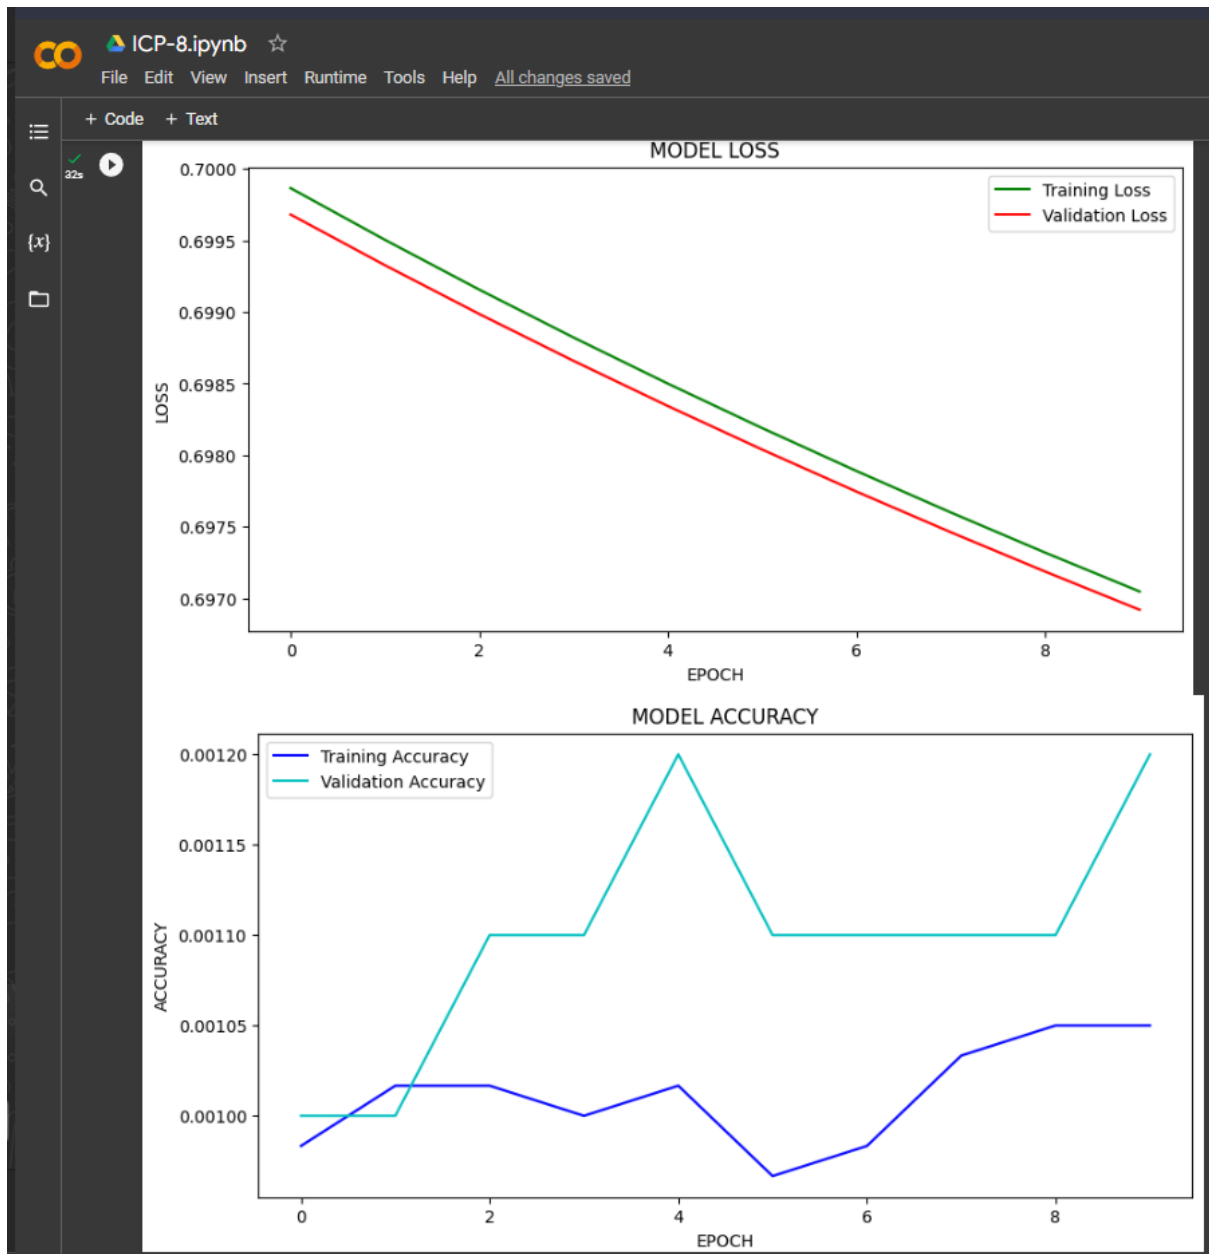 ICP-8.ipynb
File Edit View Insert Runtime Tools Help All changes saved
+ Code + Text
32s
{x}
MODEL LOSS
Training Loss
Validation Loss
0.7000
0.6995
0.6990
0.6985
0.6980
0.6975
0.6970
LOSS
0 2 4 6 8
EPOCH
MODEL ACCURACY
Training Accuracy
Validation Accuracy
0.00120
0.00115
0.00110
0.00105
0.00100
ACCURACY
0 2 4 6 8
EPOCH